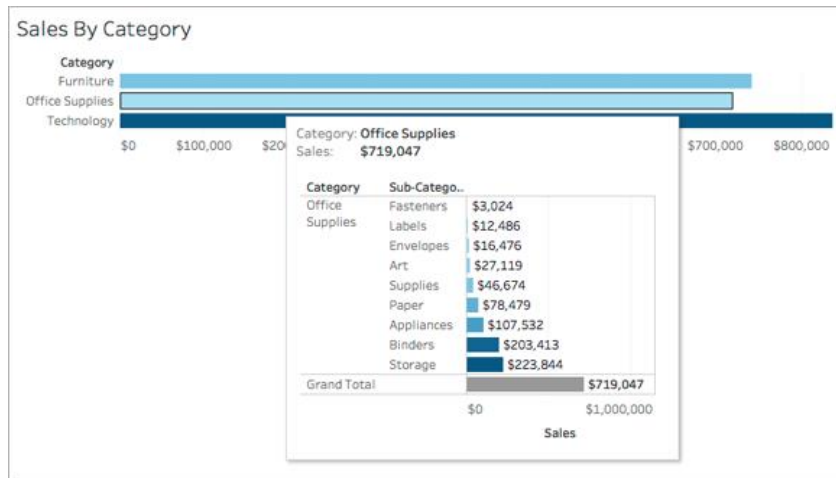 Sales By Category
Category
Furniture
Office Supplies
Technology
$0 $100,000 $700,000 $800,000
Category: Office Supplies
Sales: $719,047
Category Sub-Catego..
Office Supplies Fasteners $3,024
Labels $12,486
Envelopes $16,476
Art $27,119
Supplies $46,674
Paper $78,479
Appliances $107,532
Binders $203,413
Storage $223,844
Grand Total $719,047
$0 $1,000,000
Sales